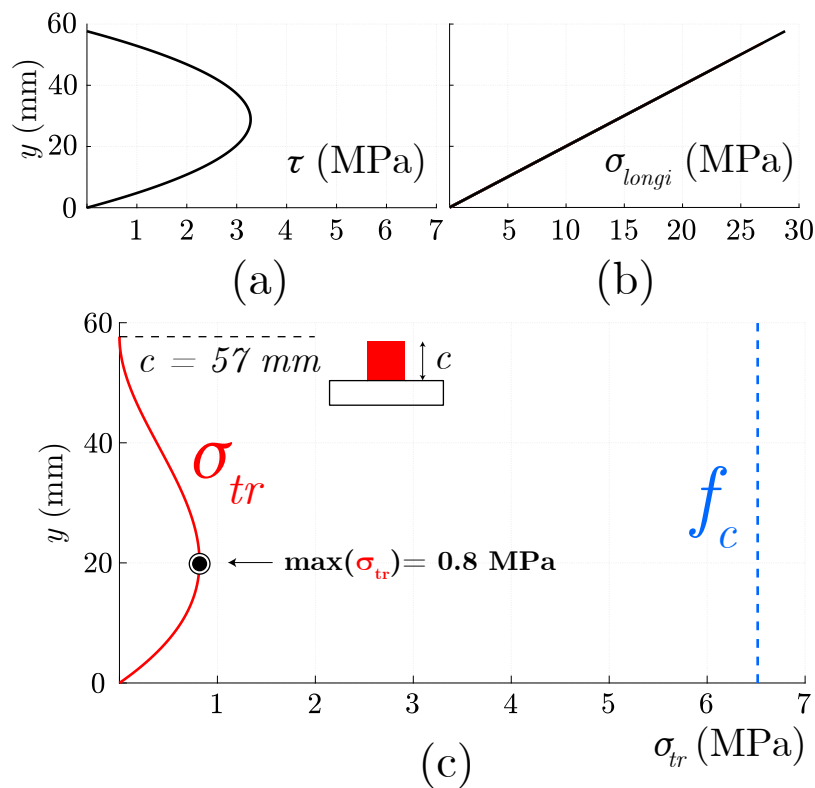 60
40
20
0
y (mm)
τ (MPa)
1 2 3 4 5 6 7
(a)
σ_longi (MPa)
5 10 15 20 25 30
(b)
60
40
20
0
y (mm)
c = 57 mm
c
σ_tr
f_c
max(σ_tr)= 0.8 MPa
1 2 3 4 5 6 7
σ_tr (MPa)
(c)